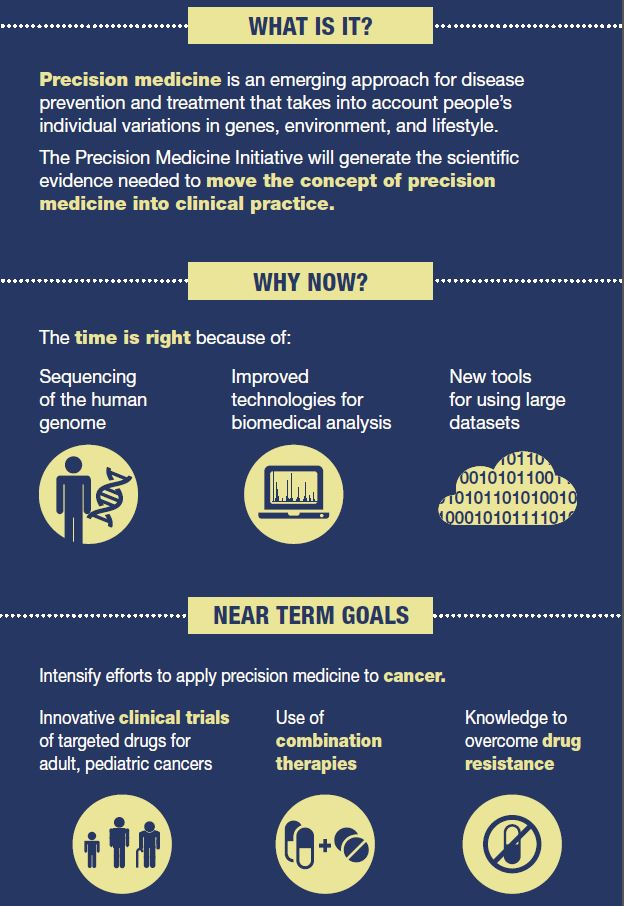 WHAT IS IT?
Precision medicine is an emerging approach for disease
prevention and treatment that takes into account people's
individual variations in genes, environment, and lifestyle.
The Precision Medicine Initiative will generate the scientific
evidence needed to move the concept of precision
medicine into clinical practice.
WHY NOW?
The time is right because of:
Sequencing
of the human
genome
Improved
technologies for
biomedical analysis
New tools
for using large
datasets
NEAR TERM GOALS
Intensify efforts to apply precision medicine to cancer.
Innovative clinical trials
of targeted drugs for
adult, pediatric cancers
Use of
combination
therapies
Knowledge to
overcome drug
resistance